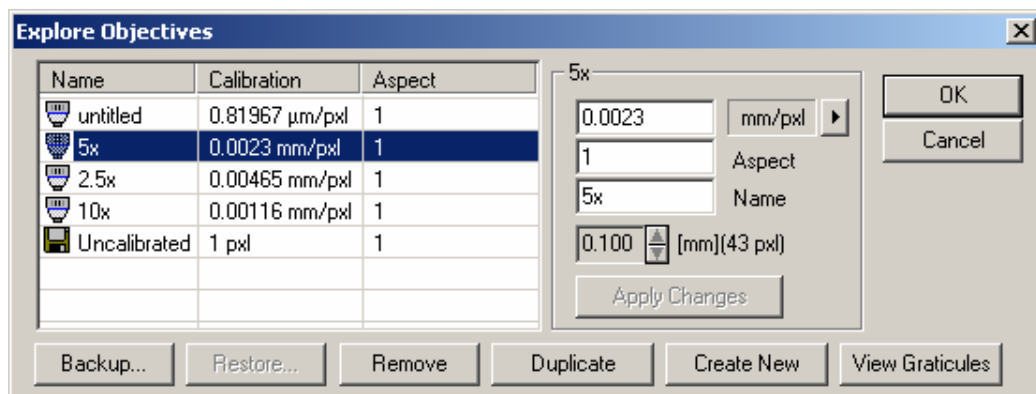 Explore Objectives
Name Calibration Aspect
untitled 0.81967 µm/pxl 1
5x 0.0023 mm/pxl 1
2.5x 0.00465 mm/pxl 1
10x 0.00116 mm/pxl 1
Uncalibrated 1 pxl 1
5x
0.0023 mm/pxl
1 Aspect
5x Name
0.100 [mm](43 pxl)
Apply Changes
OK
Cancel
Backup... Restore... Remove Duplicate Create New View Graticules